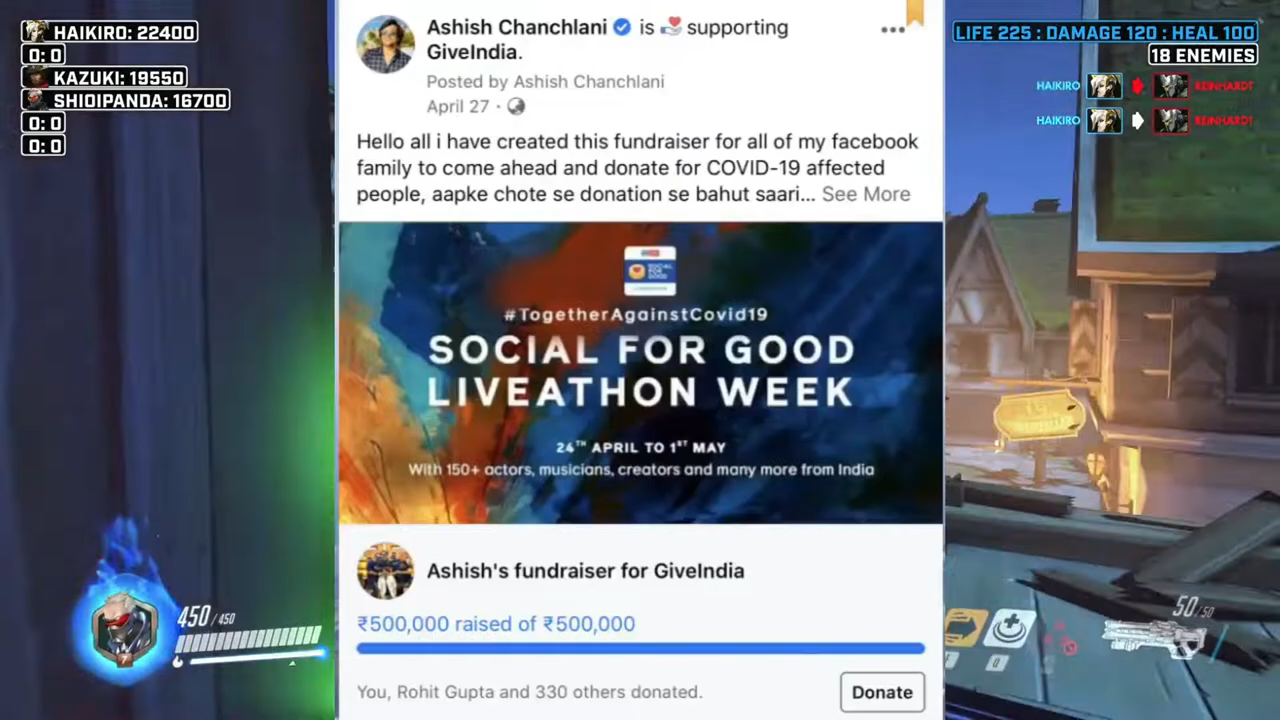 HAIKIRO: 22400
0: 0
KAZUKI: 19550
SHIOIPANDA: 16700
0: 0
0: 0
Ashish Chanchlani is supporting
GiveIndia.
Posted by Ashish Chanchlani
April 27 ·
Hello all i have created this fundraiser for all of my facebook
family to come ahead and donate for COVID-19 affected
people, aapke chote se donation se bahut saari... See More
SOCIAL
FOR
GOOD
#TogetherAgainstCovid19
SOCIAL FOR GOOD
LIVEATHON WEEK
24TH APRIL TO 1ST MAY
With 150+ actors, musicians, creators and many more from India
Ashish's fundraiser for GiveIndia
₹500,000 raised of ₹500,000
You, Rohit Gupta and 330 others donated.
Donate
LIFE 225 : DAMAGE 120 : HEAL 100
18 ENEMIES
HAIKIRO REINHARDT
HAIKIRO REINHARDT
450/450
50/50